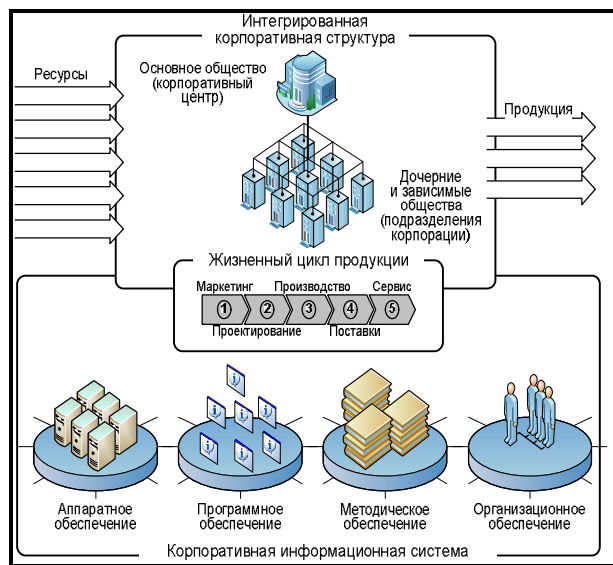 Интегрированная
корпоративная структура
Ресурсы
Основное общество
(корпоративный
центр)
Продукция
Дочерние
и зависимые
общества
(подразделения
корпорации)
Жизненный цикл продукции
Маркетинг Производство Сервис
1 2 3 4 5
Проектирование Поставки
Аппаратное
обеспечение
Программное
обеспечение
Методическое
обеспечение
Организационное
обеспечение
Корпоративная информационная система